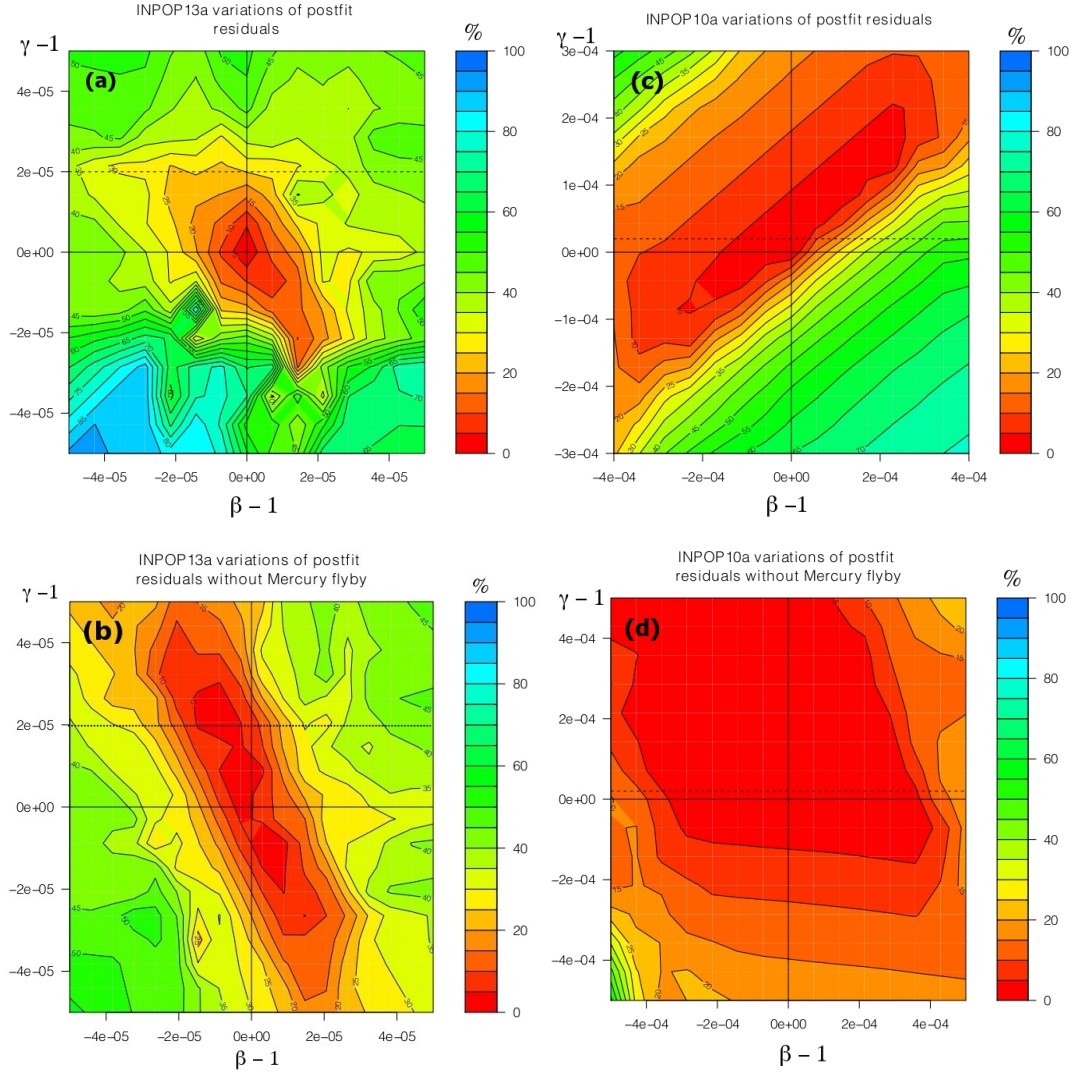 INPOP13a variations of postfit
residuals
γ −1
%
(a)
4e−05
2e−05
0e+00
−2e−05
−4e−05
−4e−05 −2e−05 0e+00 2e−05 4e−05
β − 1
100
80
60
40
20
0
INPOP10a variations of postfit residuals
γ −1
%
(c)
3e−04
2e−04
1e−04
0e+00
−1e−04
−2e−04
−3e−04
−4e−04 −2e−04 0e+00 2e−04 4e−04
β −1
100
80
60
40
20
0
INPOP13a variations of postfit
residuals without Mercury flyby
γ −1
%
(b)
4e−05
2e−05
0e+00
−2e−05
−4e−05
−4e−05 −2e−05 0e+00 2e−05 4e−05
β − 1
100
80
60
40
20
0
INPOP10a variations of postfit
residuals without Mercury flyby
γ − 1
%
(d)
4e−04
2e−04
0e+00
−2e−04
−4e−04
−4e−04 −2e−04 0e+00 2e−04 4e−04
β − 1
100
80
60
40
20
0